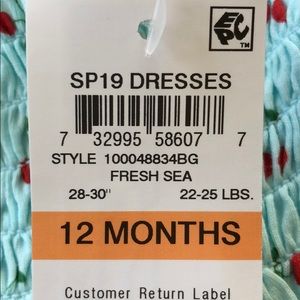 EPC
TM
SP19 DRESSES
7 32995 58607 7
STYLE 100048834BG
FRESH SEA
28-30" 22-25 LBS.
12 MONTHS
Customer Return Label